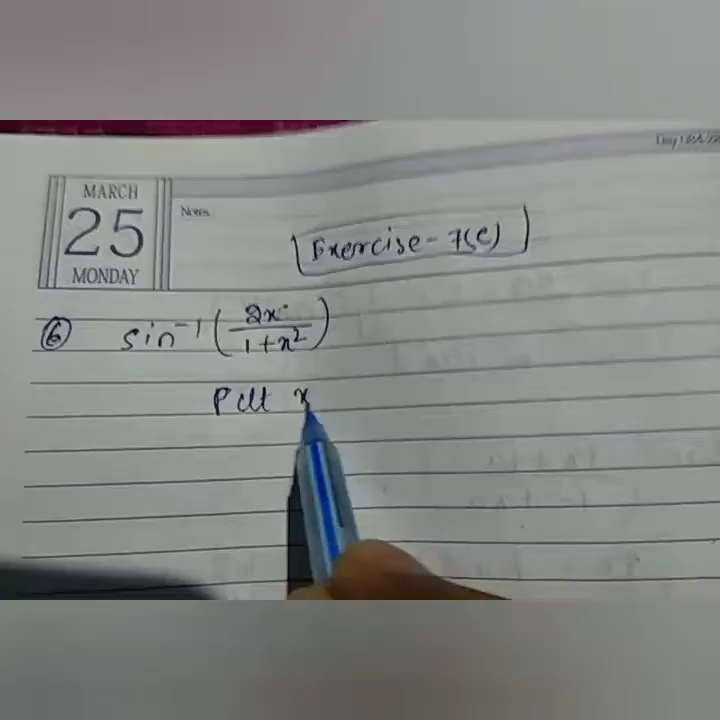 MARCH
25
MONDAY
Notes
Exercise - 7(e)
⑥ sin⁻¹(2x/1+x²)
Put x